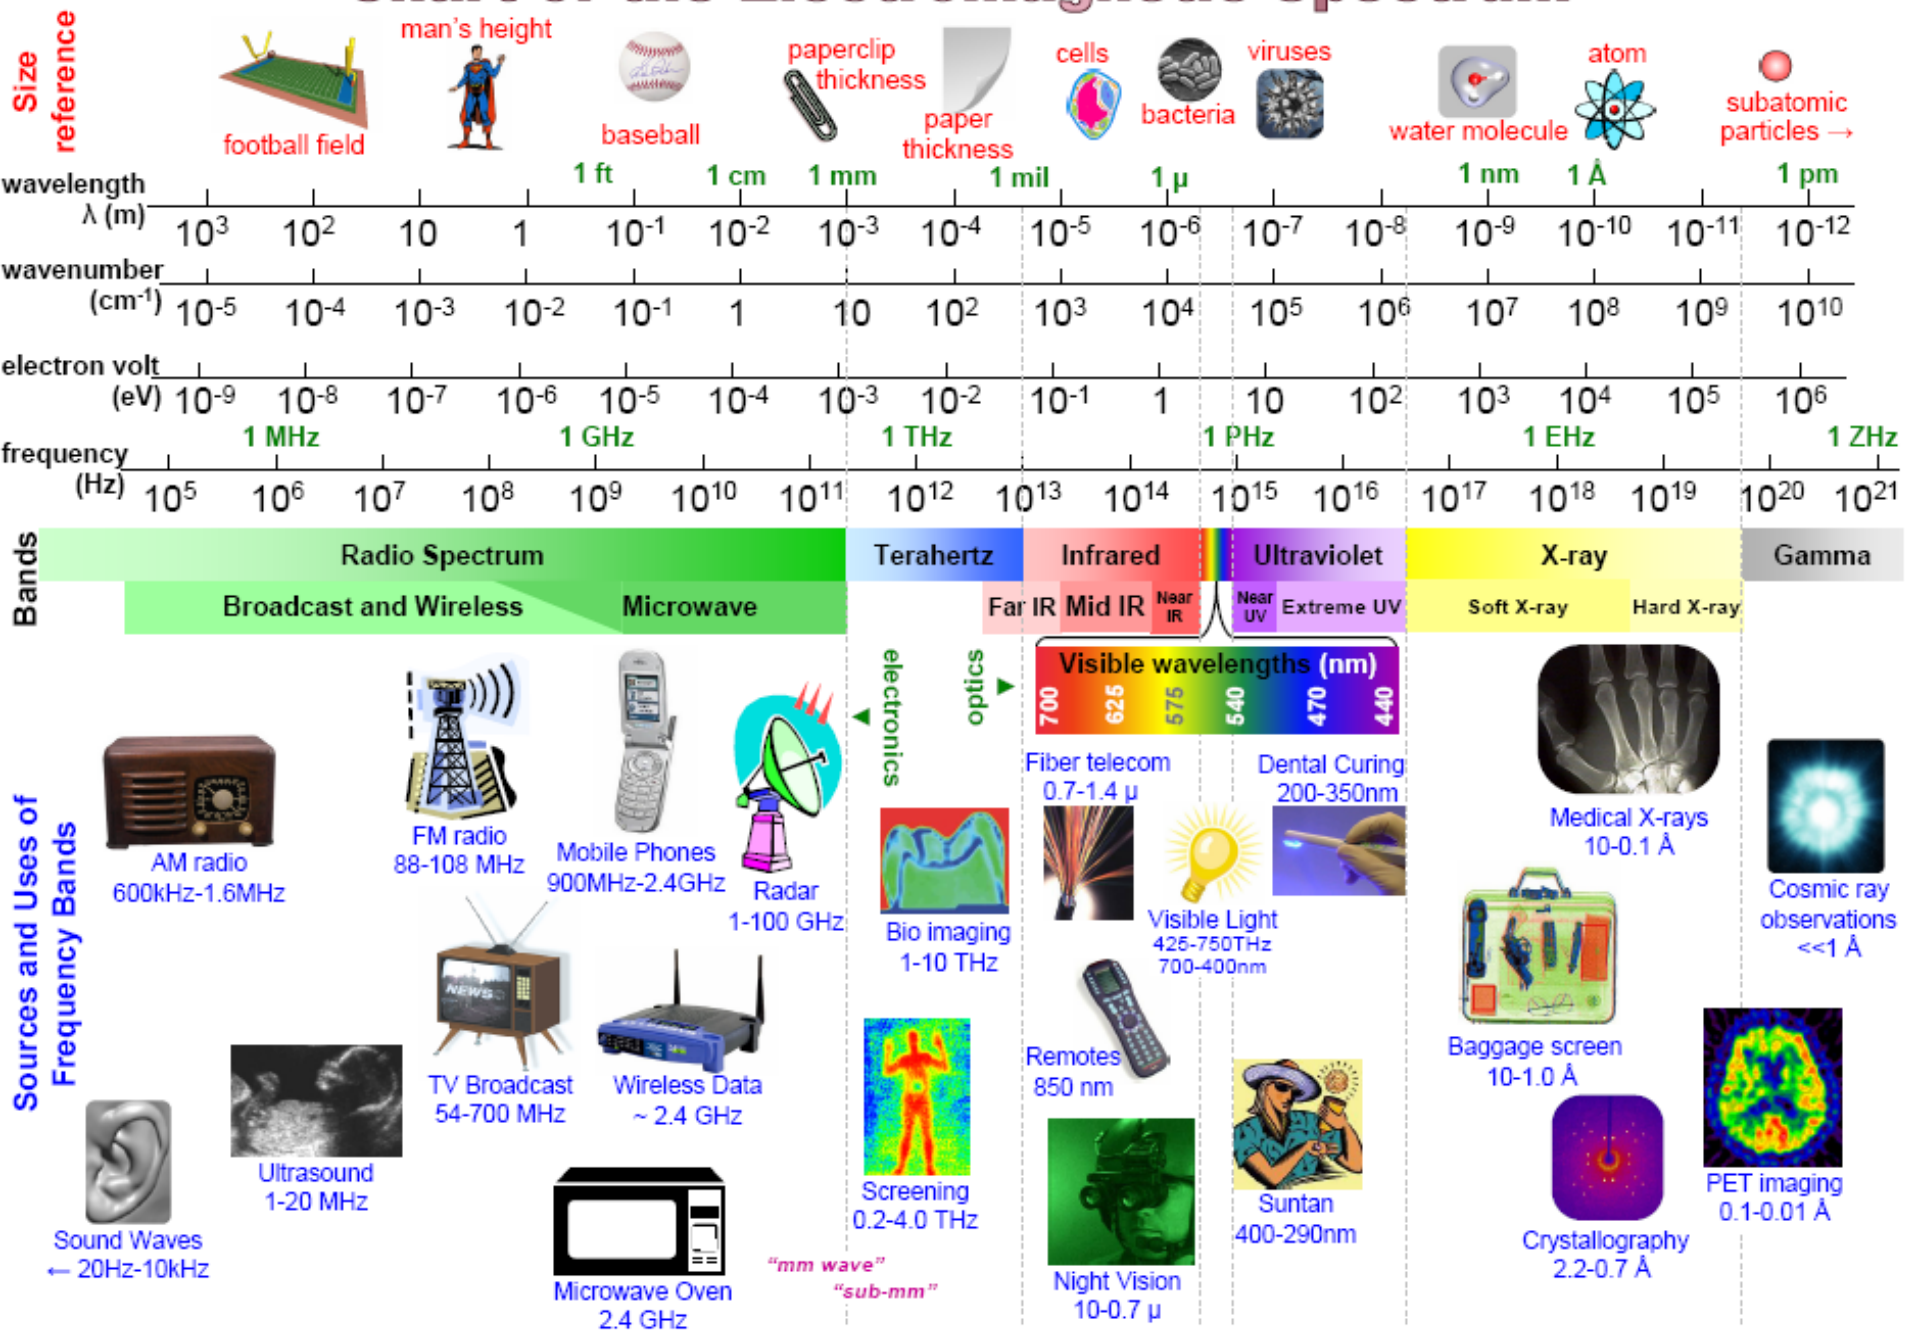 Chart of the Electromagnetic Spectrum
Size reference
football field
man's height
baseball
paperclip thickness
paper thickness
cells
bacteria
viruses
water molecule
atom
subatomic particles →
1 ft 1 cm 1 mm 1 mil 1 µ 1 nm 1 Å 1 pm
wavelength λ (m)
10³ 10² 10 1 10⁻¹ 10⁻² 10⁻³ 10⁻⁴ 10⁻⁵ 10⁻⁶ 10⁻⁷ 10⁻⁸ 10⁻⁹ 10⁻¹⁰ 10⁻¹¹ 10⁻¹²
wavenumber (cm⁻¹)
10⁻⁵ 10⁻⁴ 10⁻³ 10⁻² 10⁻¹ 1 10 10² 10³ 10⁴ 10⁵ 10⁶ 10⁷ 10⁸ 10⁹ 10¹⁰
electron volt (eV)
10⁻⁹ 10⁻⁸ 10⁻⁷ 10⁻⁶ 10⁻⁵ 10⁻⁴ 10⁻³ 10⁻² 10⁻¹ 1 10 10² 10³ 10⁴ 10⁵ 10⁶
1 MHz 1 GHz 1 THz 1 PHz 1 EHz 1 ZHz
frequency (Hz)
10⁵ 10⁶ 10⁷ 10⁸ 10⁹ 10¹⁰ 10¹¹ 10¹² 10¹³ 10¹⁴ 10¹⁵ 10¹⁶ 10¹⁷ 10¹⁸ 10¹⁹ 10²⁰ 10²¹
Bands
Radio Spectrum Terahertz Infrared Ultraviolet X-ray Gamma
Broadcast and Wireless Microwave Far IR Mid IR Near IR Near UV Extreme UV Soft X-ray Hard X-ray
electronics
optics
Visible wavelengths (nm)
700 625 575 540 470 440
Sources and Uses of
Frequency Bands
AM radio
600kHz-1.6MHz
FM radio
88-108 MHz
Mobile Phones
900MHz-2.4GHz
Radar
1-100 GHz
Bio imaging
1-10 THz
Fiber telecom
0.7-1.4 µ
Visible Light
425-750THz
700-400nm
Dental Curing
200-350nm
Medical X-rays
10-0.1 Å
Cosmic ray
observations
<<1 Å
Sound Waves
← 20Hz-10kHz
Ultrasound
1-20 MHz
NEWS
TV Broadcast
54-700 MHz
Wireless Data
~ 2.4 GHz
Microwave Oven
2.4 GHz
"mm wave"
"sub-mm"
Screening
0.2-4.0 THz
Remotes
850 nm
Night Vision
10-0.7 µ
Suntan
400-290nm
Baggage screen
10-1.0 Å
Crystallography
2.2-0.7 Å
PET imaging
0.1-0.01 Å